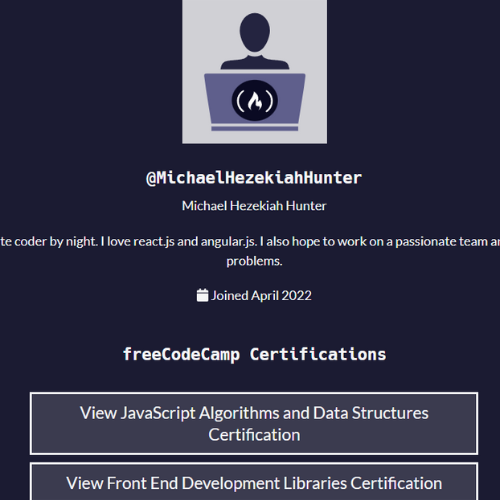 @MichaelHezekiahHunter
Michael Hezekiah Hunter
coder by night. I love react.js and angular.js. I also hope to work on a passionate team
problems.
Joined April 2022
freeCodeCamp Certifications
View JavaScript Algorithms and Data Structures
Certification
View Front End Development Libraries Certification